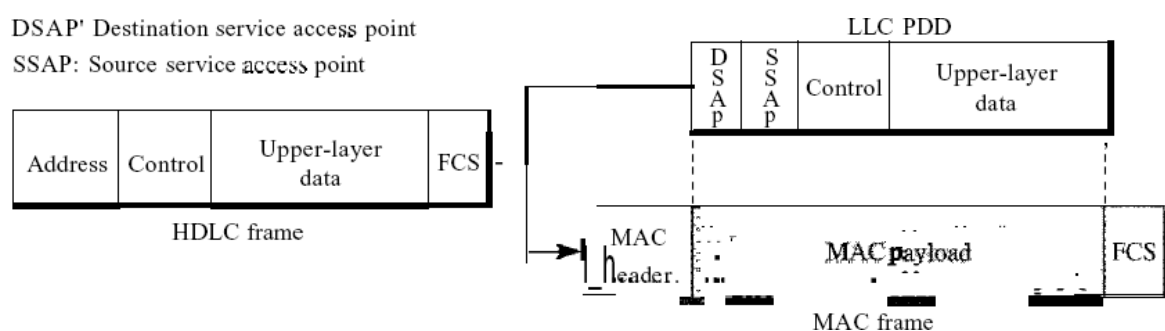 DSAP' Destination service access point
SSAP: Source service access point
LLC PDD
D
S
A
p
S
S
A
p
Control
Upper-layer
data
Address
Control
Upper-layer
data
FCS
HDLC frame
MAC
header.
MAC payload
FCS
MAC frame